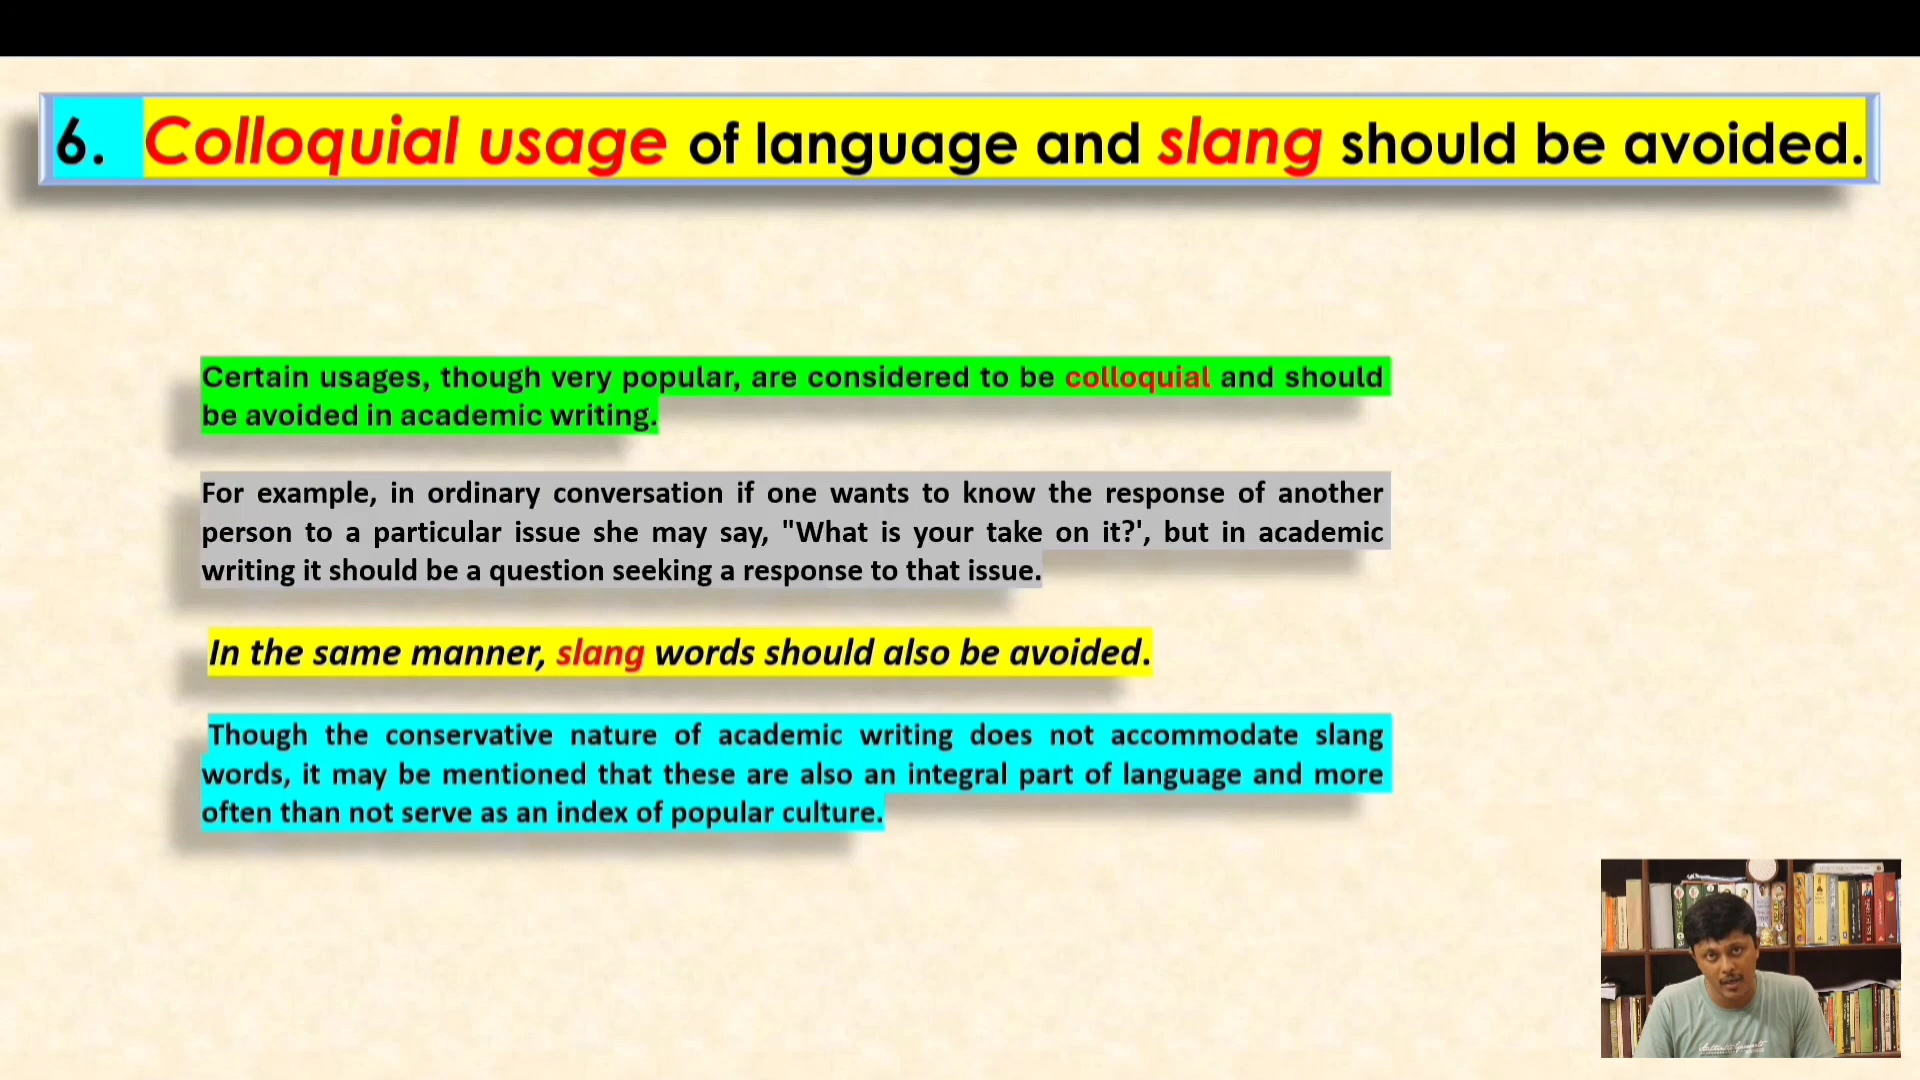 6. Colloquial usage of language and slang should be avoided.
Certain usages, though very popular, are considered to be colloquial and should
be avoided in academic writing.
For example, in ordinary conversation if one wants to know the response of another
person to a particular issue she may say, "What is your take on it?', but in academic
writing it should be a question seeking a response to that issue.
In the same manner, slang words should also be avoided.
Though the conservative nature of academic writing does not accommodate slang
words, it may be mentioned that these are also an integral part of language and more
often than not serve as an index of popular culture.